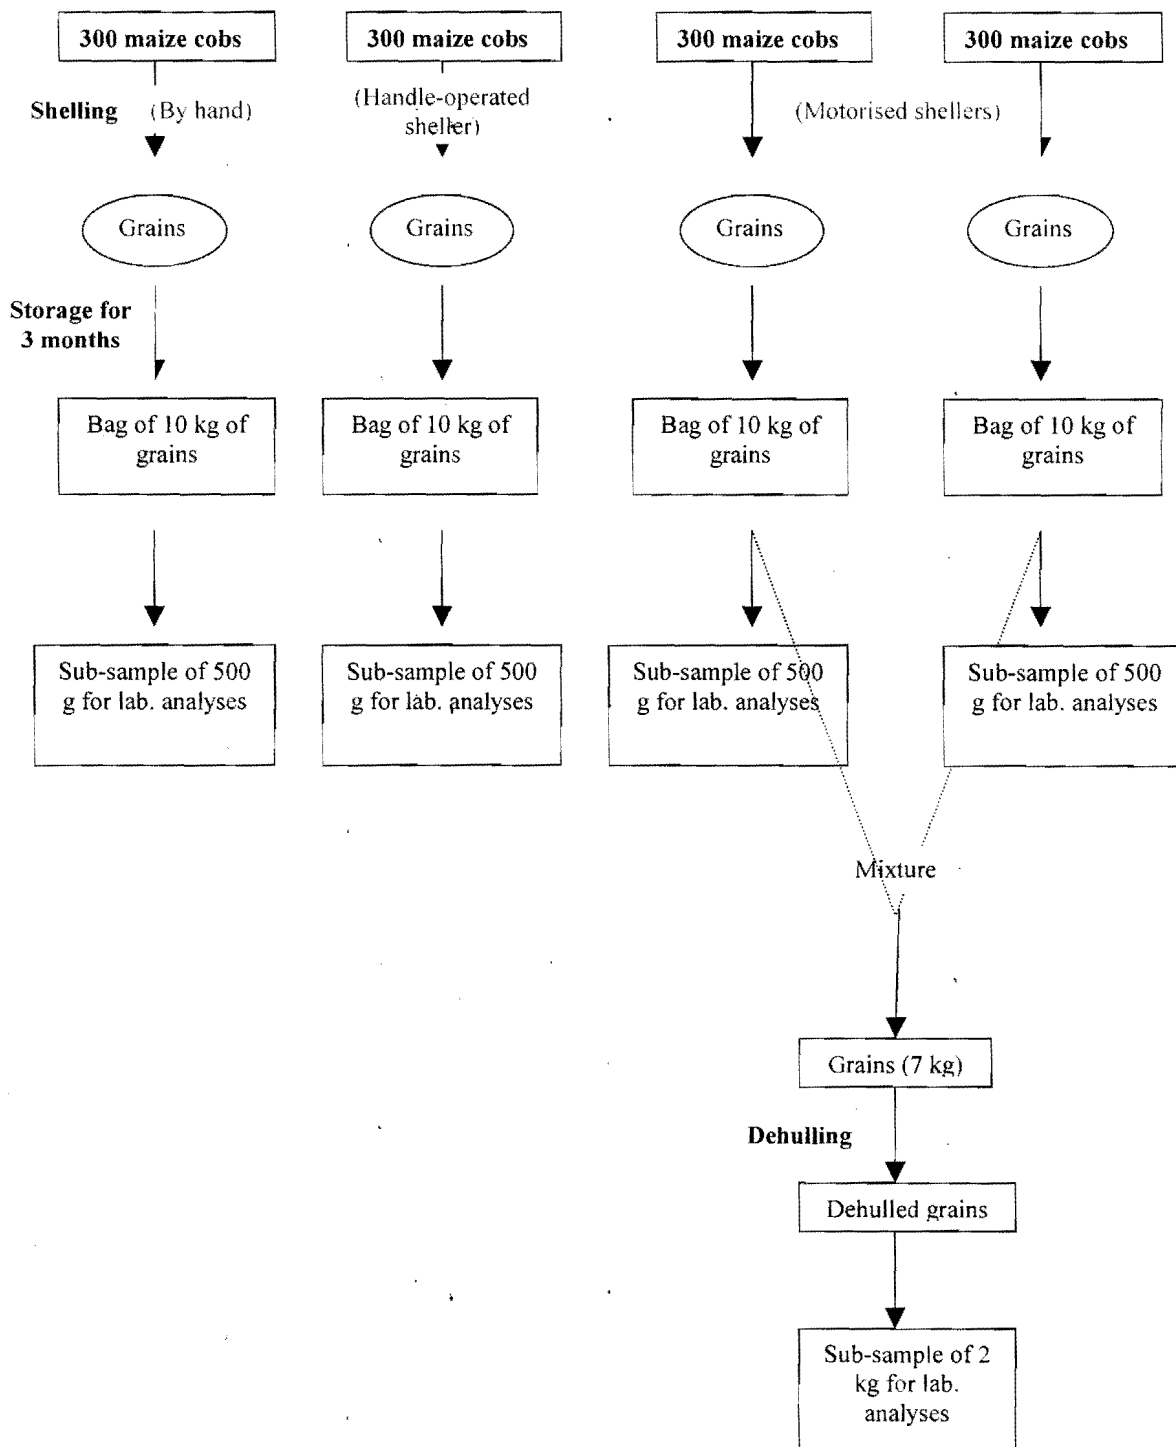 300 maize cobs
300 maize cobs
300 maize cobs
300 maize cobs
Shelling
(By hand)
(Handle-operated
sheller)
(Motorised shellers)
Grains
Grains
Grains
Grains
Storage for
3 months
Bag of 10 kg of
grains
Bag of 10 kg of
grains
Bag of 10 kg of
grains
Bag of 10 kg of
grains
Sub-sample of 500
g for lab. analyses
Sub-sample of 500
g for lab. analyses
Sub-sample of 500
g for lab. analyses
Sub-sample of 500
g for lab. analyses
Mixture
Grains (7 kg)
Dehulling
Dehulled grains
Sub-sample of 2
kg for lab.
analyses